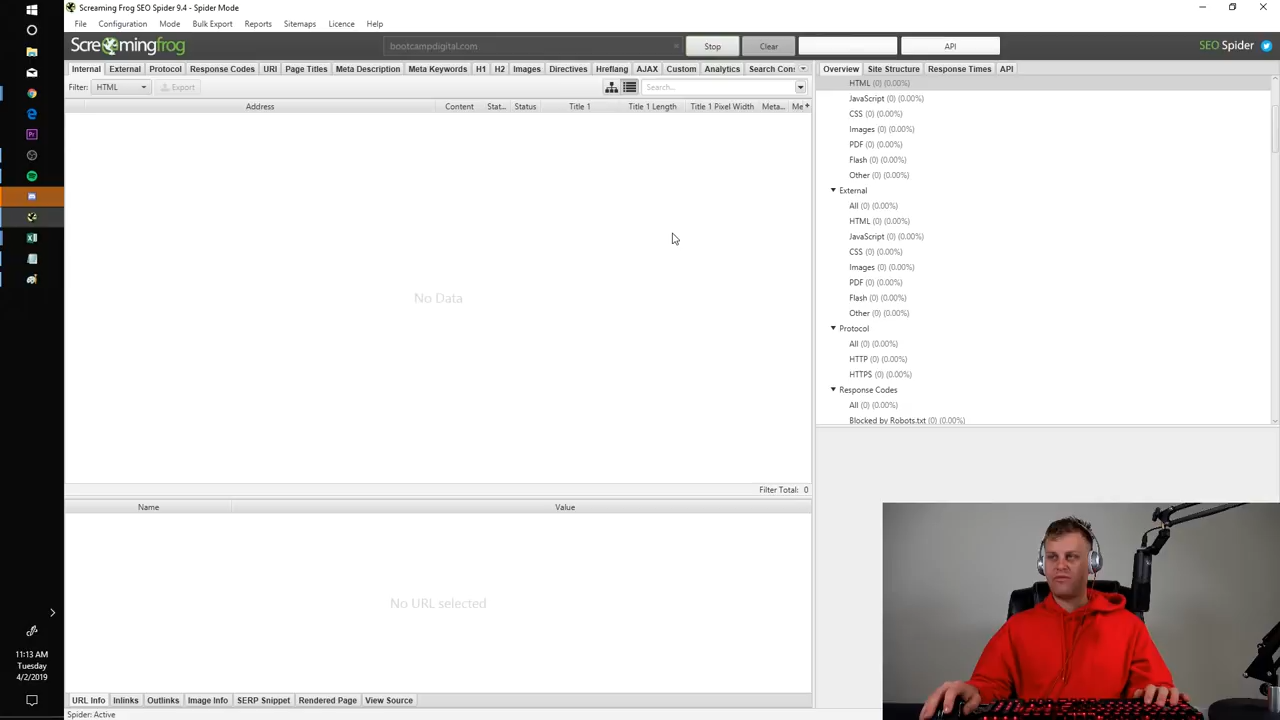 Screaming Frog SEO Spider 9.4 - Spider Mode
File Configuration Mode Bulk Export Reports Sitemaps Licence Help
Screamingfrog bootcampdigital.com Stop Clear API SEO Spider
Internal External Protocol Response Codes URI Page Titles Meta Description Meta Keywords H1 H2 Images Directives Hreflang AJAX Custom Analytics Search Con:
Filter: HTML Export Search...
Address Content Stat... Status Title 1 Title 1 Length Title 1 Pixel Width Meta... Me
No Data
Filter Total: 0
Name Value
No URL selected
URL Info Inlinks Outlinks Image Info SERP Snippet Rendered Page View Source
Spider: Active
Overview Site Structure Response Times API
HTML (0) (0.00%)
JavaScript (0) (0.00%)
CSS (0) (0.00%)
Images (0) (0.00%)
PDF (0) (0.00%)
Flash (0) (0.00%)
Other (0) (0.00%)
External
All (0) (0.00%)
HTML (0) (0.00%)
JavaScript (0) (0.00%)
CSS (0) (0.00%)
Images (0) (0.00%)
PDF (0) (0.00%)
Flash (0) (0.00%)
Other (0) (0.00%)
Protocol
All (0) (0.00%)
HTTP (0) (0.00%)
HTTPS (0) (0.00%)
Response Codes
All (0) (0.00%)
Blocked by Robots.txt (0) (0.00%)
11:13 AM
Tuesday
4/2/2019